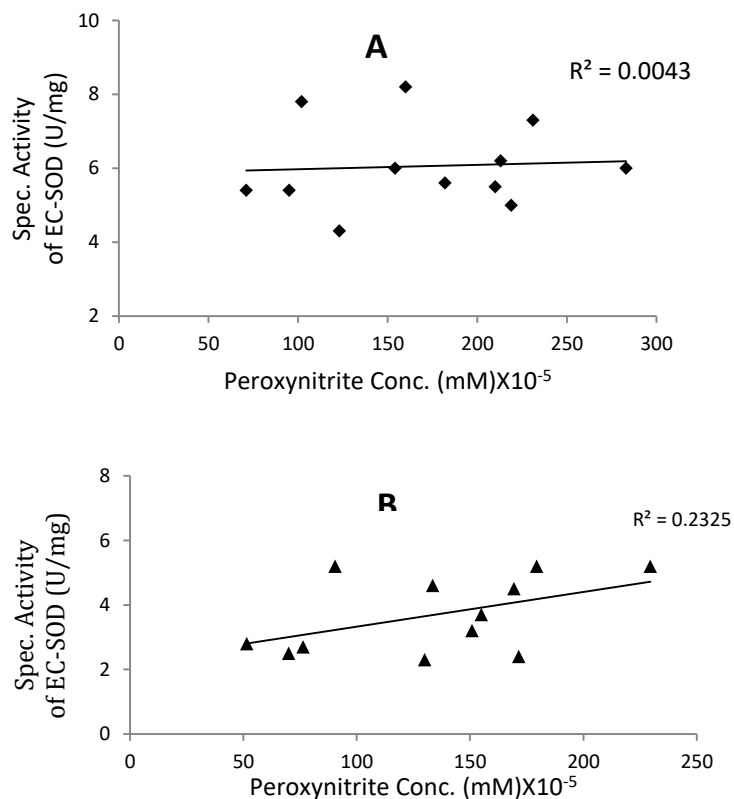 10
A
R² = 0.0043
8
6
4
2
Spec. Activity
of EC-SOD (U/mg)
0
50
100
150
200
250
300
Peroxynitrite Conc. (mM)X10⁻⁵
8
B
R² = 0.2325
6
4
2
0
Spec. Activity
of EC-SOD (U/mg)
0
50
100
150
200
250
Peroxynitrite Conc. (mM)X10⁻⁵